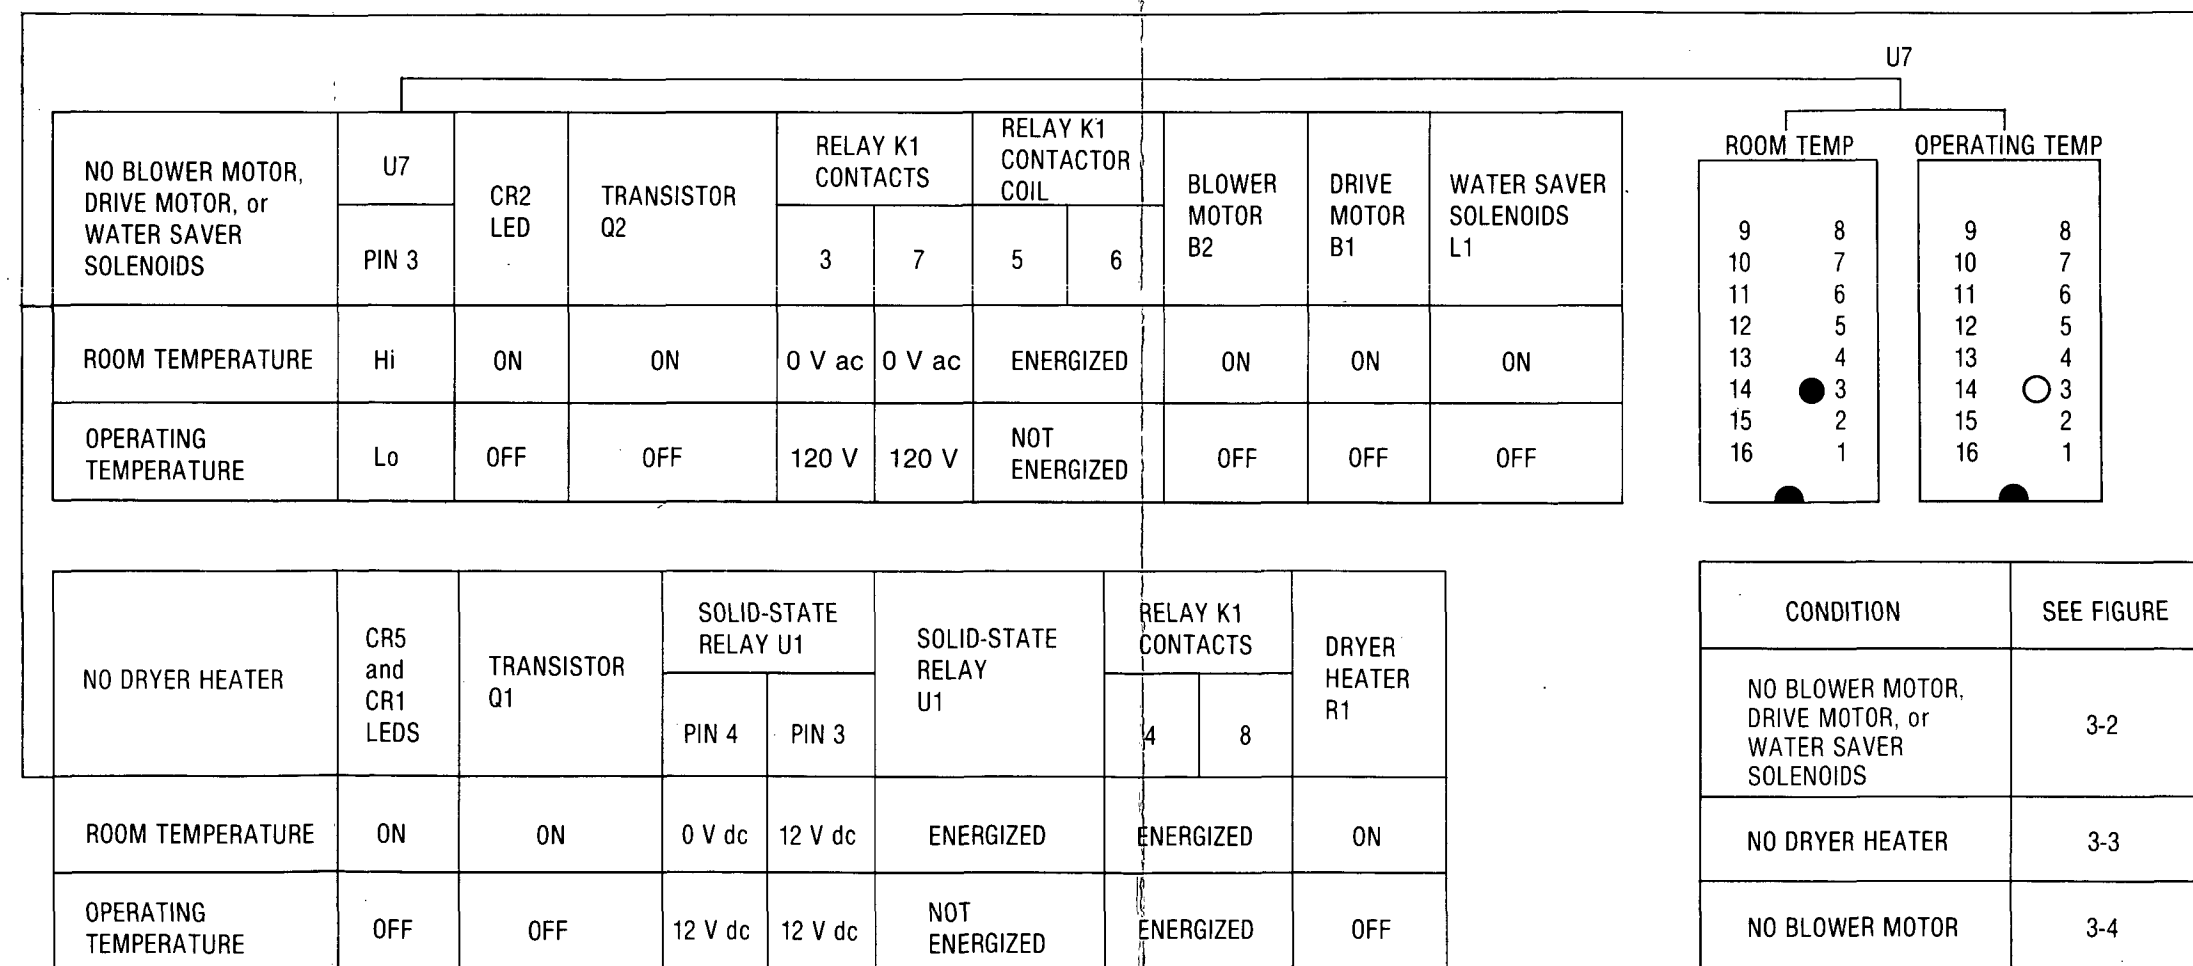 U7
NO BLOWER MOTOR,
DRIVE MOTOR, or
WATER SAVER
SOLENOIDS
U7
PIN 3
CR2
LED
TRANSISTOR
Q2
RELAY K1
CONTACTS
3 7
RELAY K1
CONTACTOR
COIL
5 6
BLOWER
MOTOR
B2
DRIVE
MOTOR
B1
WATER SAVER
SOLENOIDS
L1
ROOM TEMPERATURE Hi ON ON 0 V ac 0 V ac ENERGIZED ON ON ON
OPERATING
TEMPERATURE
Lo OFF OFF 120 V 120 V
NOT
ENERGIZED
OFF OFF OFF
ROOM TEMP
9 8
10 7
11 6
12 5
13 4
14 3
15 2
16 1
OPERATING TEMP
9 8
10 7
11 6
12 5
13 4
14 3
15 2
16 1
NO DRYER HEATER
CR5
and
CR1
LEDS
TRANSISTOR
Q1
SOLID-STATE
RELAY U1
PIN 4 PIN 3
SOLID-STATE
RELAY
U1
RELAY K1
CONTACTS
4 8
DRYER
HEATER
R1
ROOM TEMPERATURE ON ON 0 V dc 12 V dc ENERGIZED ENERGIZED ON
OPERATING
TEMPERATURE
OFF OFF 12 V dc 12 V dc
NOT
ENERGIZED
ENERGIZED OFF
CONDITION SEE FIGURE
NO BLOWER MOTOR,
DRIVE MOTOR, or
WATER SAVER
SOLENOIDS
3-2
NO DRYER HEATER 3-3
NO BLOWER MOTOR 3-4